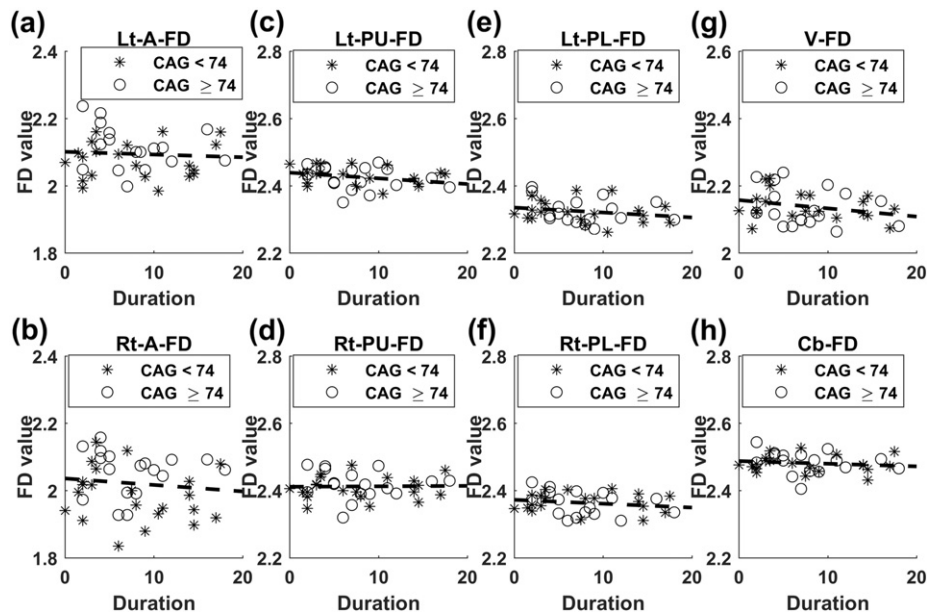 (a)
Lt-A-FD
CAG < 74
CAG ≥ 74
FD value
2.4
2.2
2
1.8
0 10 20
Duration
(c)
Lt-PU-FD
CAG < 74
CAG ≥ 74
FD value
2.8
2.6
2.4
2.2
0 10 20
Duration
(e)
Lt-PL-FD
CAG < 74
CAG ≥ 74
FD value
2.8
2.6
2.4
2.2
0 10 20
Duration
(g)
V-FD
CAG < 74
CAG ≥ 74
FD value
2.4
2.2
2
0 10 20
Duration
(b)
Rt-A-FD
CAG < 74
CAG ≥ 74
FD value
2.4
2.2
2
1.8
0 10 20
Duration
(d)
Rt-PU-FD
CAG < 74
CAG ≥ 74
FD value
2.8
2.6
2.4
2.2
0 10 20
Duration
(f)
Rt-PL-FD
CAG < 74
CAG ≥ 74
FD value
2.8
2.6
2.4
2.2
0 10 20
Duration
(h)
Cb-FD
CAG < 74
CAG ≥ 74
FD value
2.8
2.6
2.4
2.2
0 10 20
Duration